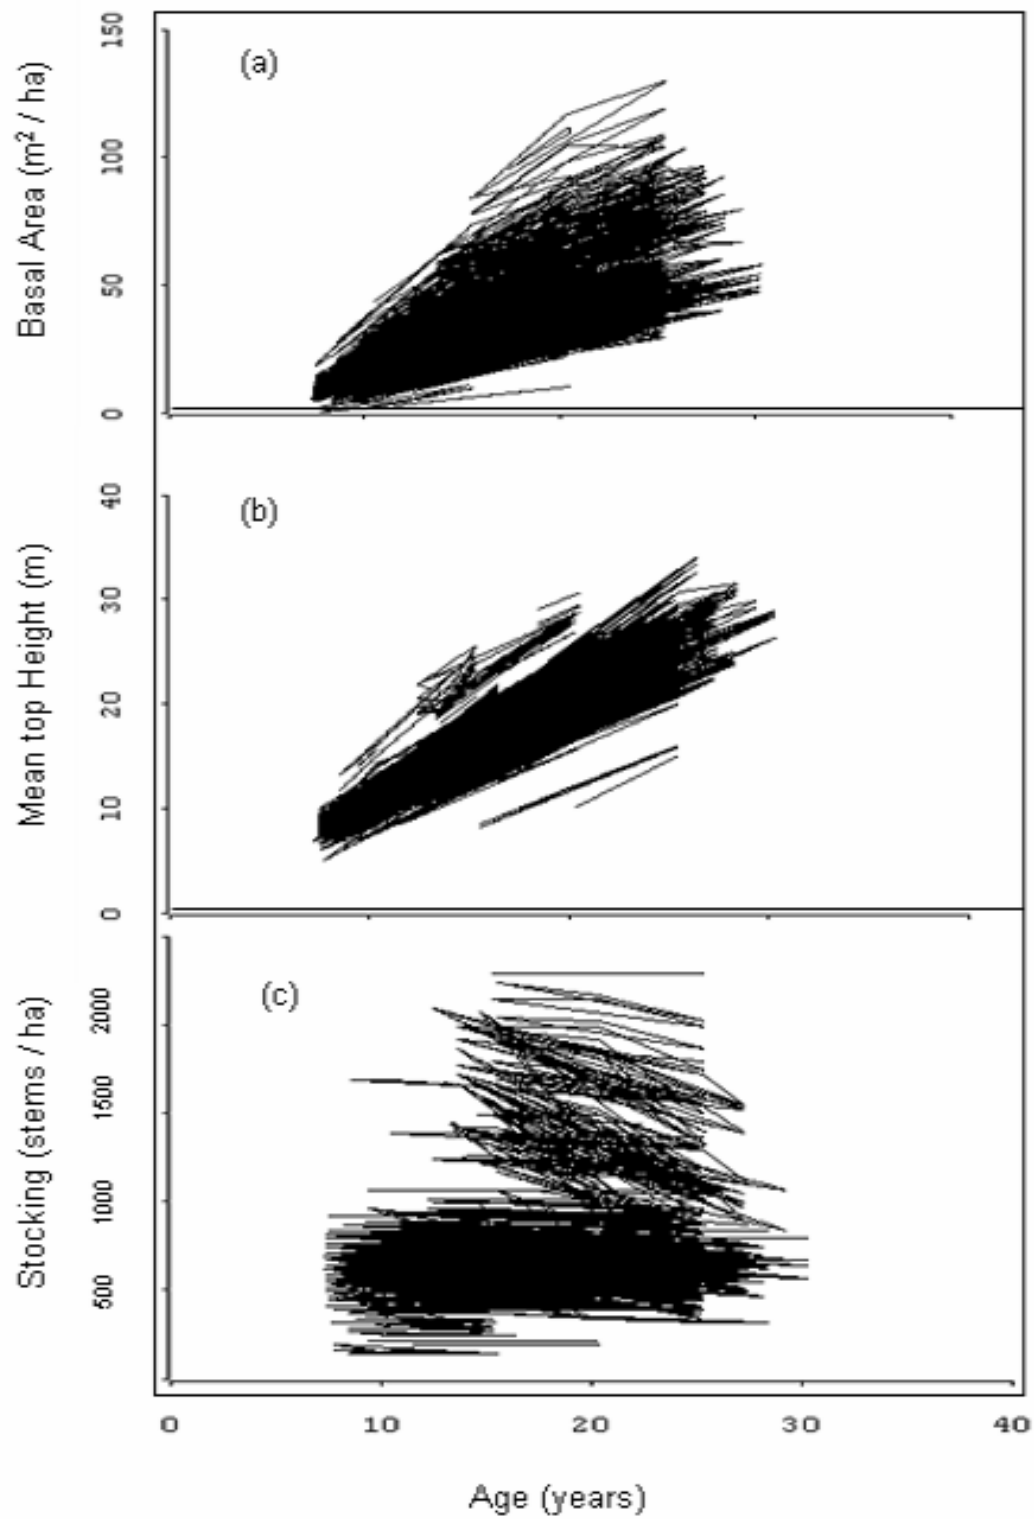 (a)
Basal Area (m² / ha)
150
100
50
0
(b)
Mean top Height (m)
40
30
20
10
0
(c)
Stocking (stems / ha)
2000
1500
1000
500
0 10 20 30 40
Age (years)